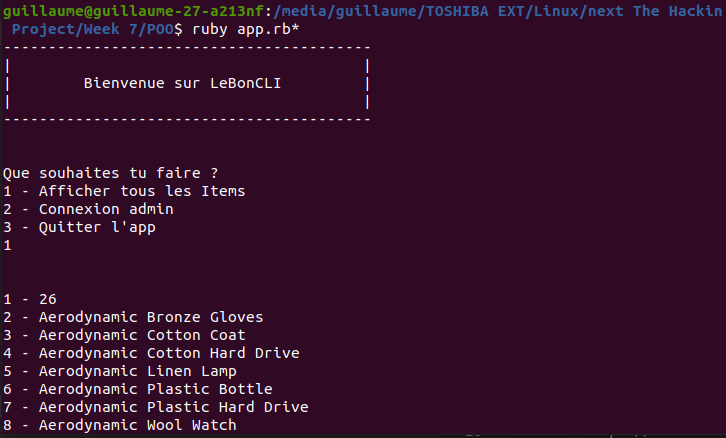 guillaume@guillaume-27-a213nf:/media/guillaume/TOSHIBA EXT/Linux/next The Hackin
 Project/Week 7/POO$ ruby app.rb*
-----------------------------------------
|                                       |
|        Bienvenue sur LeBonCLI         |
|                                       |
-----------------------------------------
Que souhaites tu faire ?
1 - Afficher tous les Items
2 - Connexion admin
3 - Quitter l'app
1
1 - 26
2 - Aerodynamic Bronze Gloves
3 - Aerodynamic Cotton Coat
4 - Aerodynamic Cotton Hard Drive
5 - Aerodynamic Linen Lamp
6 - Aerodynamic Plastic Bottle
7 - Aerodynamic Plastic Hard Drive
8 - Aerodynamic Wool Watch